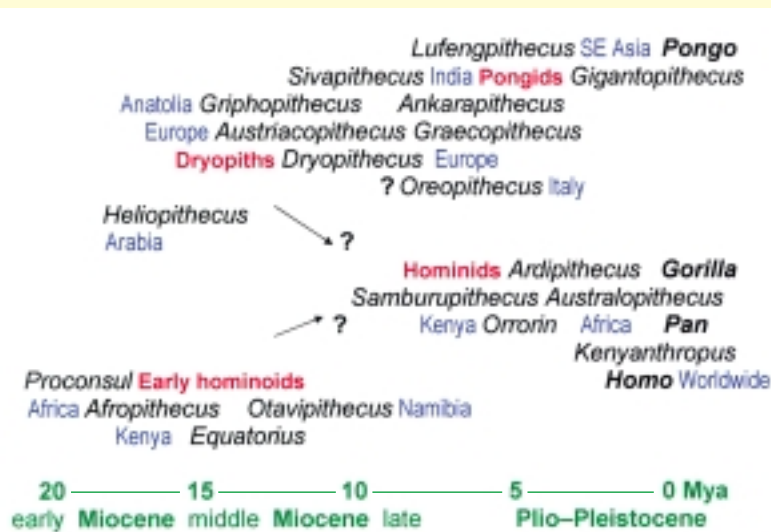 Lufengpithecus SE Asia Pongo
Sivapithecus India Pongids Gigantopithecus
Anatolia Griphopithecus Ankarapithecus
Europe Austriacopithecus Graecopithecus
Dryopiths Dryopithecus Europe
? Oreopithecus Italy
Heliopithecus
Arabia
?
Hominids Ardipithecus Gorilla
Samburupithecus Australopithecus
? Kenya Orrorin Africa Pan
Kenyanthropus
Proconsul Early hominoids Homo Worldwide
Africa Afropithecus Otavipithecus Namibia
Kenya Equatorius
20 15 10 5 0 Mya
early Miocene middle Miocene late Plio–Pleistocene